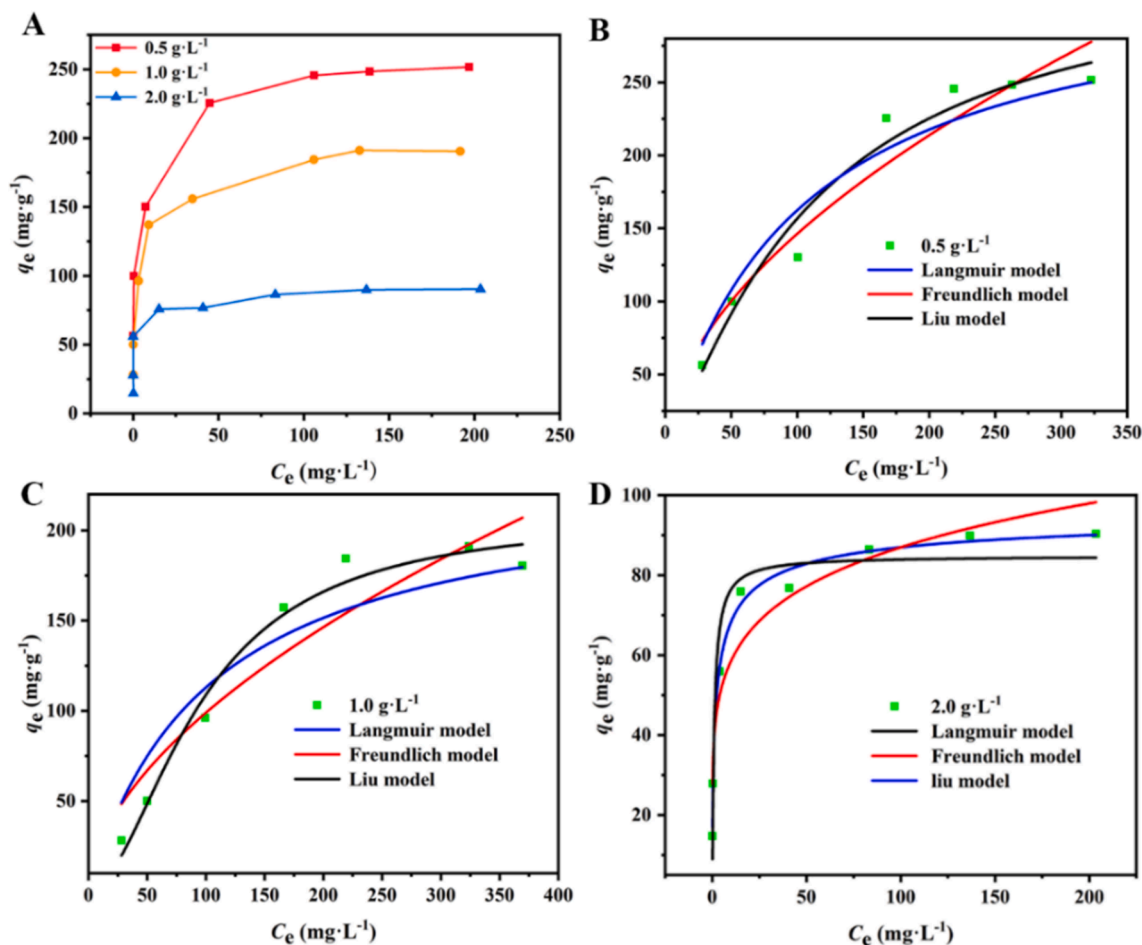 A
0.5 g·L-1
1.0 g·L-1
2.0 g·L-1
250
200
150
100
50
0
qe (mg·g-1)
0 50 100 150 200 250
Ce (mg·L-1)
B
300
250
200
150
100
50
qe (mg·g-1)
0.5 g·L-1
Langmuir model
Freundlich model
Liu model
0 50 100 150 200 250 300 350
Ce (mg·L-1)
C
200
150
100
50
qe (mg·g-1)
1.0 g·L-1
Langmuir model
Freundlich model
Liu model
0 50 100 150 200 250 300 350 400
Ce (mg·L-1)
D
100
80
60
40
20
qe (mg·g-1)
2.0 g·L-1
Langmuir model
Freundlich model
liu model
0 50 100 150 200
Ce (mg·L-1)